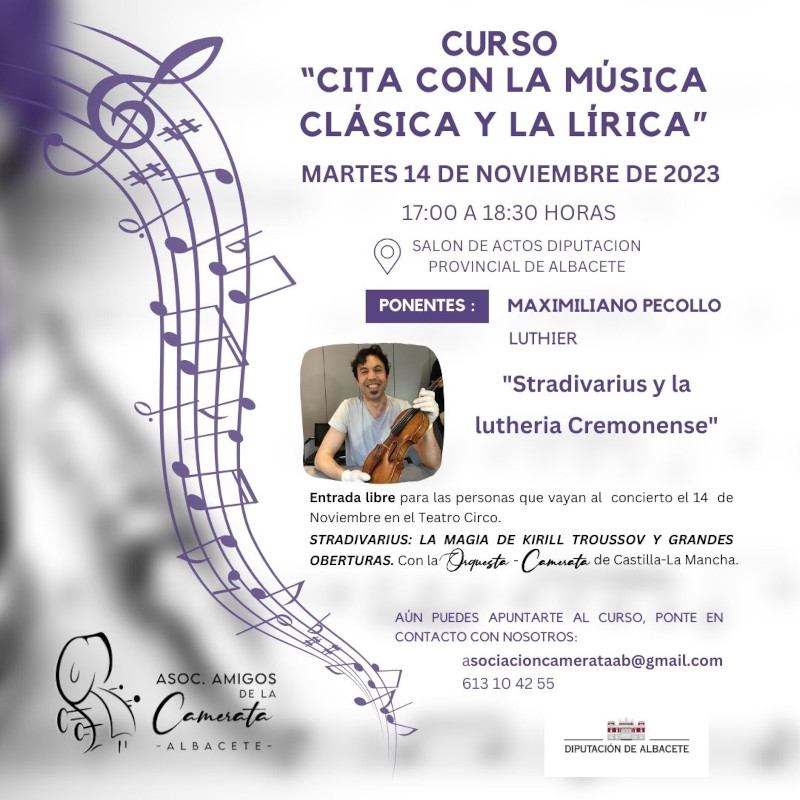 CURSO
“CITA CON LA MÚSICA
CLÁSICA Y LA LÍRICA”
MARTES 14 DE NOVIEMBRE DE 2023
17:00 A 18:30 HORAS
SALON DE ACTOS DIPUTACION
PROVINCIAL DE ALBACETE
PONENTES :
MAXIMILIANO PECOLLO
LUTHIER
"Stradivarius y la
lutheria Cremonense"
Entrada libre para las personas que vayan al concierto el 14 de
Noviembre en el Teatro Circo.
STRADIVARIUS: LA MAGIA DE KIRILL TROUSSOV Y GRANDES
OBERTURAS. Con la Orquesta - Camerata de Castilla-La Mancha.
AÚN PUEDES APUNTARTE AL CURSO, PONTE EN
CONTACTO CON NOSOTROS:
asociacioncamerataab@gmail.com
613 10 42 55
ASOC. AMIGOS
DE LA
Camerata
-ALBACETE-
DIPUTACIÓN DE ALBACETE